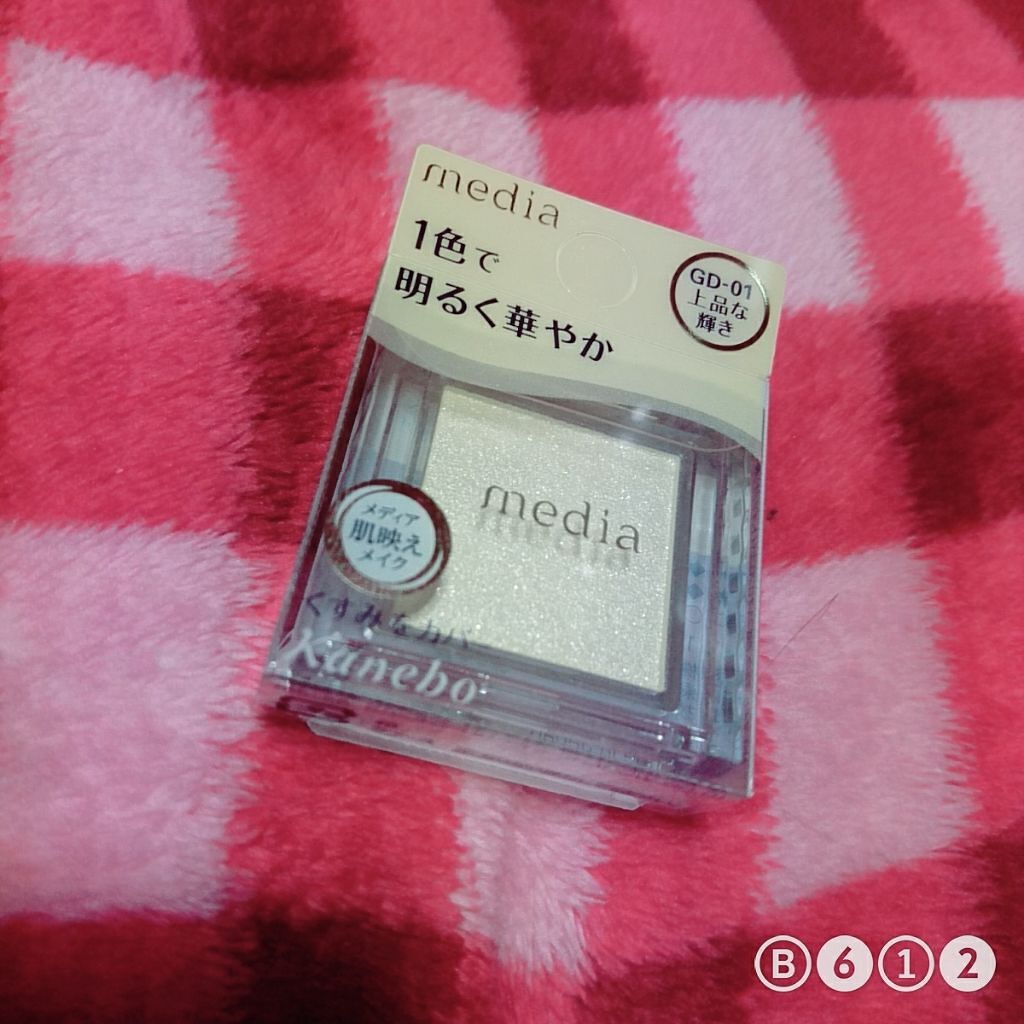 media
1色で
明るく華やか
GD-01
上品な
輝き
media
メディア
肌映え
メイク
くすみをカバー
Kanebo
B612